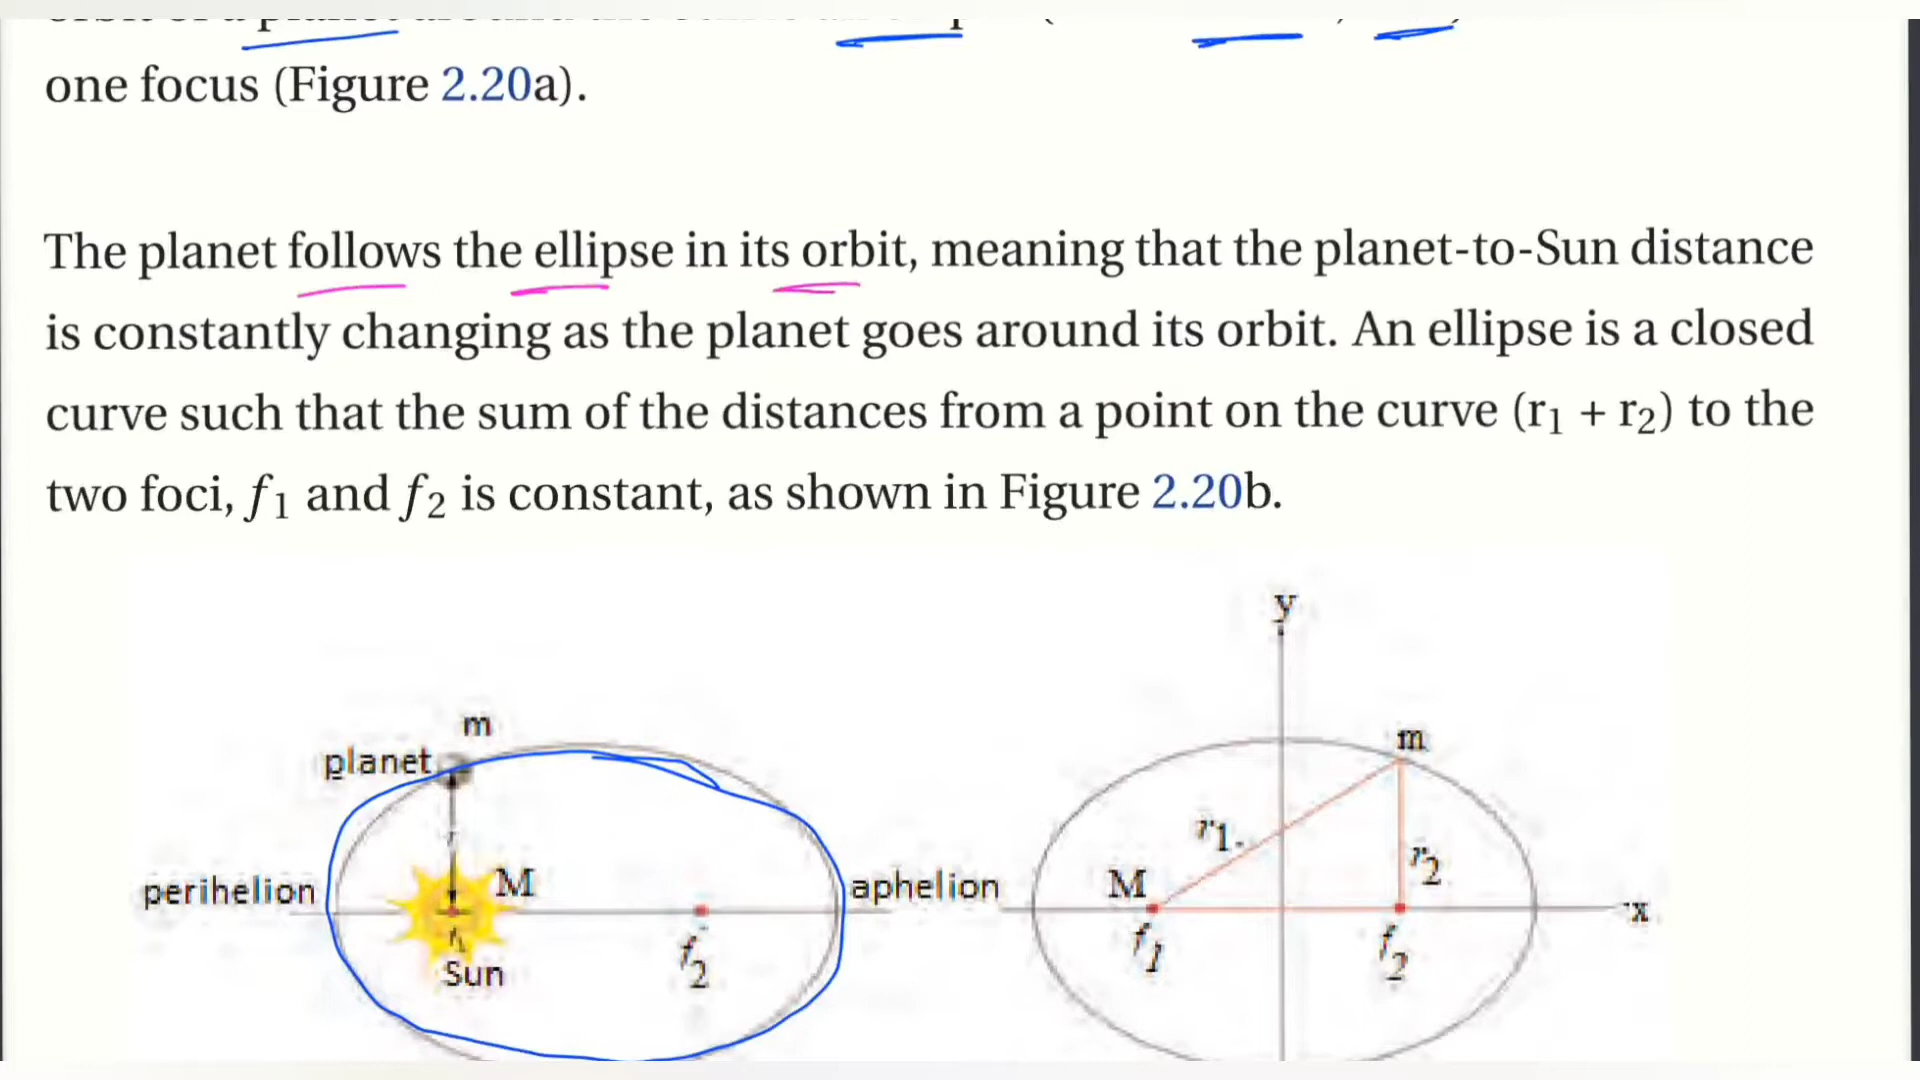 one focus (Figure 2.20a).
The planet follows the ellipse in its orbit, meaning that the planet-to-Sun distance
is constantly changing as the planet goes around its orbit. An ellipse is a closed
curve such that the sum of the distances from a point on the curve (r1 + r2) to the
two foci, f1 and f2 is constant, as shown in Figure 2.20b.
y
m
planet
m
r1
r2
perihelion
M
aphelion
M
x
f2
f1
f2
Sun